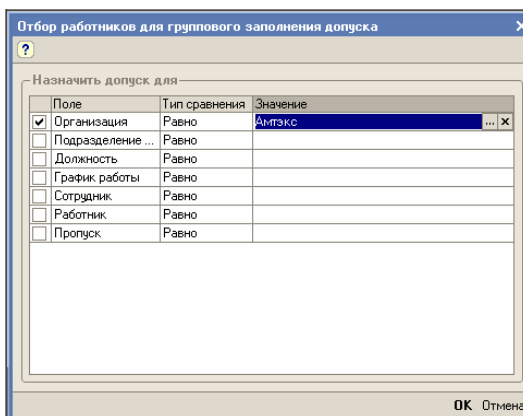 Отбор работников для группового заполнения допуска
?
Назначить допуск для
Поле Тип сравнения Значение
Организация Равно Амтэкс ... x
Подразделение ... Равно
Должность Равно
График работы Равно
Сотрудник Равно
Работник Равно
Пропуск Равно
OK Отмена